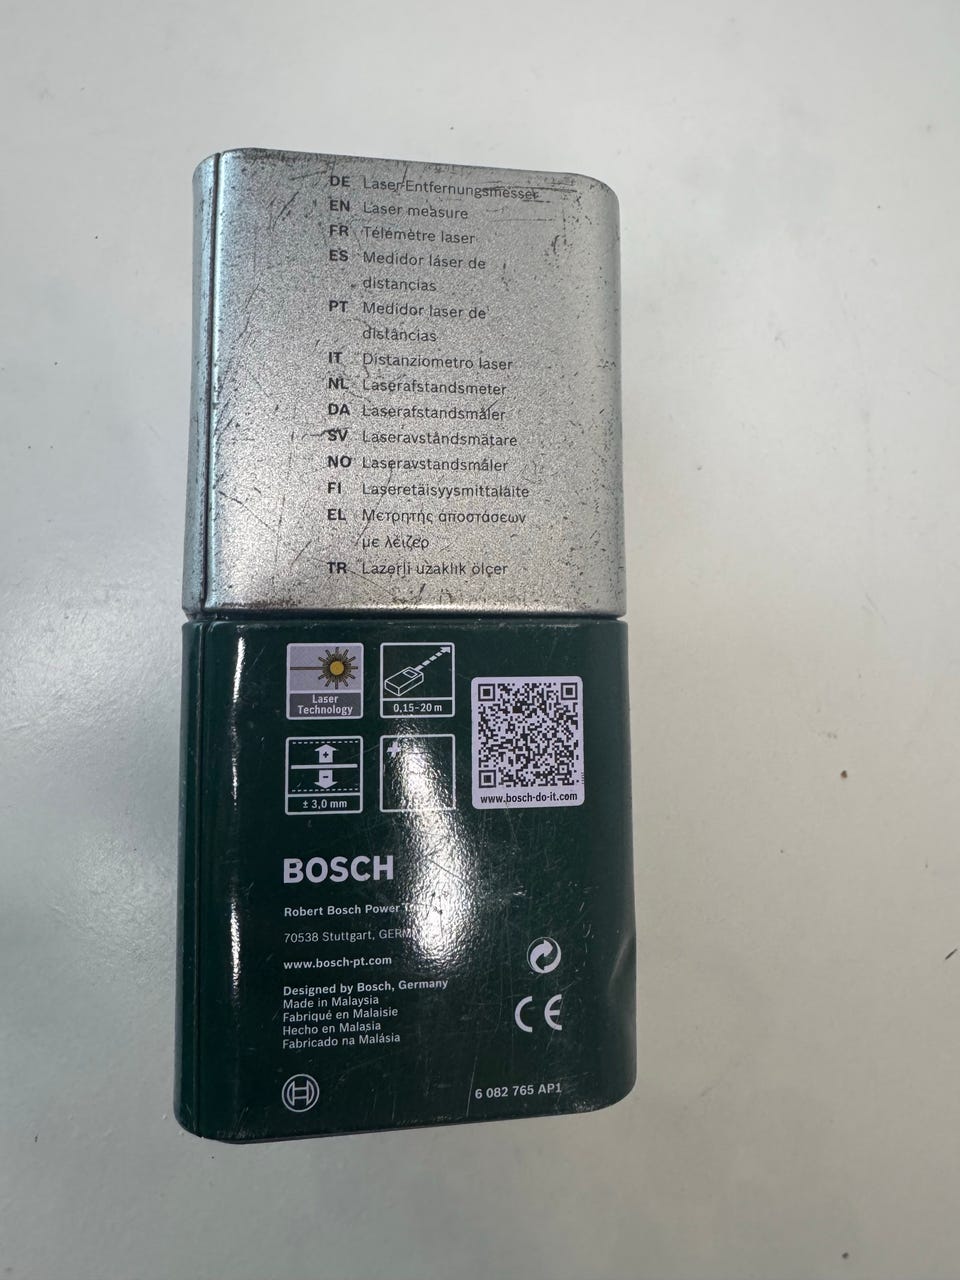 DE Laser-Entfernungsmesser
EN Laser measure
FR Télémètre laser
ES Medidor láser de
distancias
PT Medidor laser de
distâncias
IT Distanziometro laser
NL Laserafstandsmeter
DA Laserafstandsmåler
SV Laseravståndsmätare
NO Laseravstandsmåler
FI Laseretäisyysmittalaite
EL Μετρητής αποστάσεων
με λέιζερ
TR Lazerli uzaklık ölçer
Laser
Technology
0,15-20 m
± 3,0 mm
www.bosch-do-it.com
BOSCH
Robert Bosch Power
70538 Stuttgart,
www.bosch-pt.com
Designed by Bosch, Germany
Made in Malaysia
Fabriqué en Malaisie
Hecho en Malasia
Fabricado na Malásia
CE
6 082 765 AP1